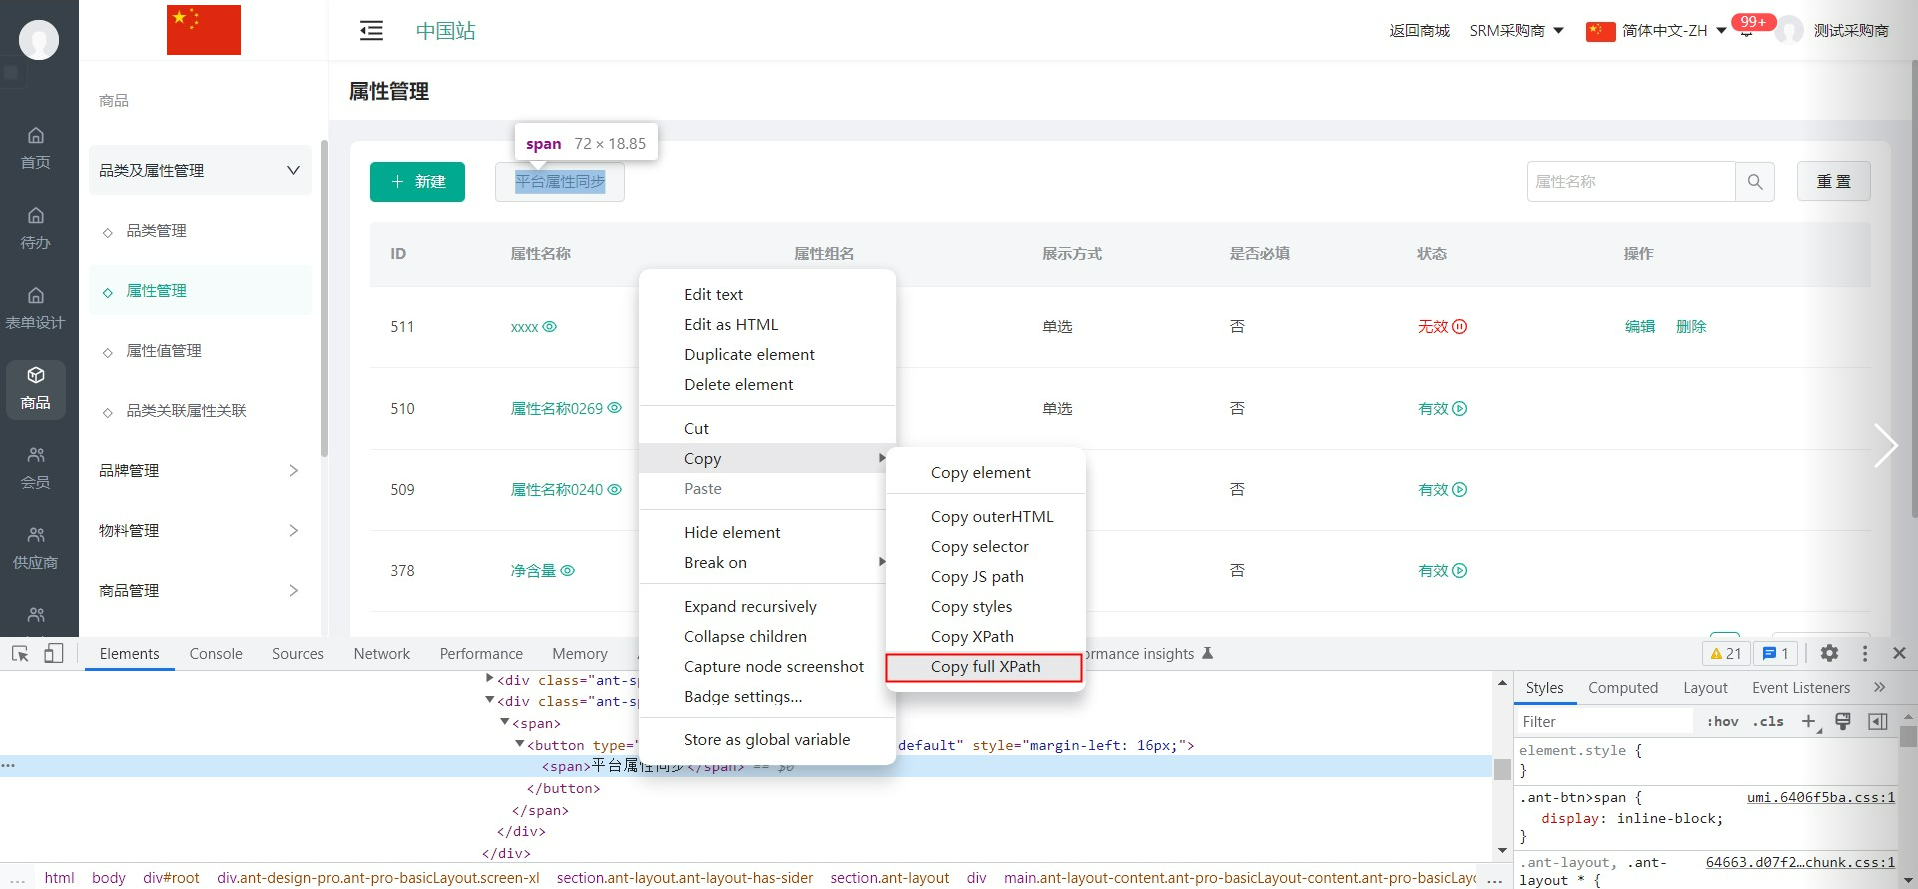 中国站
返回商城
SRM采购商
简体中文-ZH
99+
测试采购商
首页
待办
表单设计
商品
会员
供应商
商品
品类及属性管理
品类管理
属性管理
属性值管理
品类关联属性关联
品牌管理
物料管理
商品管理
属性管理
span 72 × 18.85
新建
平台属性同步
属性名称
重 置
ID 属性名称 属性组名 展示方式 是否必填 状态 操作
511 xxxx 单选 否 无效 编辑 删除
510 属性名称0269 单选 否 有效
509 属性名称0240 否 有效
378 净含量 否 有效
Edit text
Edit as HTML
Duplicate element
Delete element
Cut
Copy
Paste
Hide element
Break on
Expand recursively
Collapse children
Capture node screenshot
Badge settings...
Store as global variable
Copy element
Copy outerHTML
Copy selector
Copy JS path
Copy styles
Copy XPath
Copy full XPath
Elements Console Sources Network Performance Memory ormance insights
21
1
<div class="ant-s
<div class="ant-s
<span>
<button type=" default" style="margin-left: 16px;">
<span>平台属性同步</span> == $0
</button>
</span>
</div>
</div>
... html body div#root div.ant-design-pro.ant-pro-basicLayout.screen-xl section.ant-layout.ant-layout-has-sider section.ant-layout div main.ant-layout-content.ant-pro-basicLayout-content.ant-pro-basicLayo ...
Styles Computed Layout Event Listeners »
Filter
:hov .cls +
element.style {
}
.ant-btn>span { umi.6406f5ba.css:1
display: inline-block;
}
.ant-layout, .ant- 64663.d07f2…chunk.css:1
layout * {